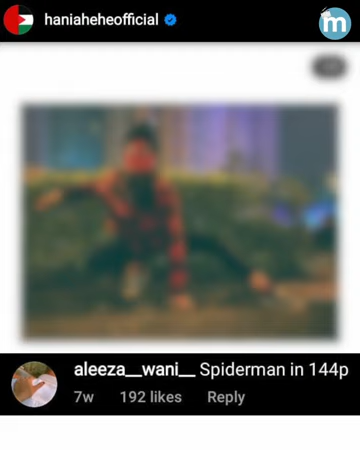 haniaheheofficial
m
aleeza__wani__ Spiderman in 144p
7w 192 likes Reply